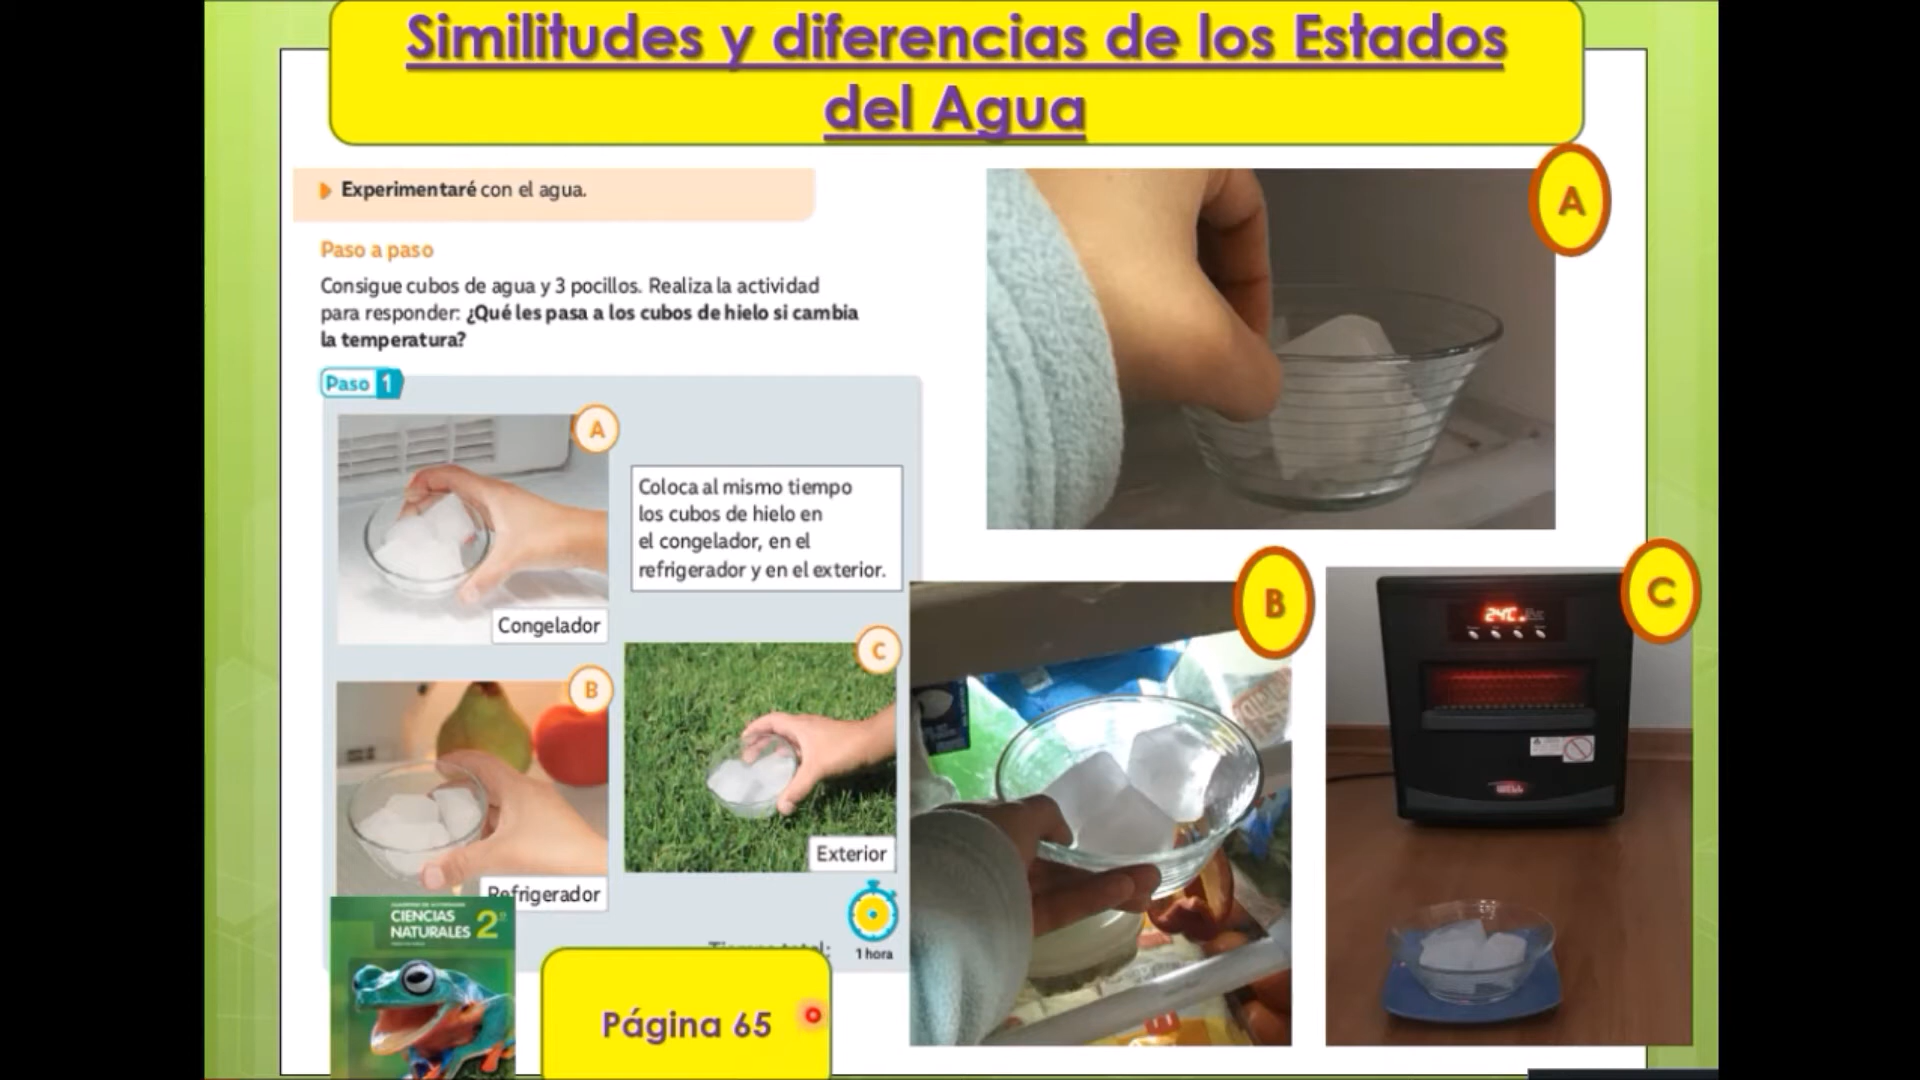 Similitudes y diferencias de los Estados
del Agua
Experimentaré con el agua.
Paso a paso
Consigue cubos de agua y 3 pocillos. Realiza la actividad
para responder: ¿Qué les pasa a los cubos de hielo si cambia
la temperatura?
Paso 1
A
Congelador
Coloca al mismo tiempo
los cubos de hielo en
el congelador, en el
refrigerador y en el exterior.
B
Refrigerador
C
Exterior
1 hora
CIENCIAS
NATURALES 2°
Página 65
A
B
C
24C
WELL